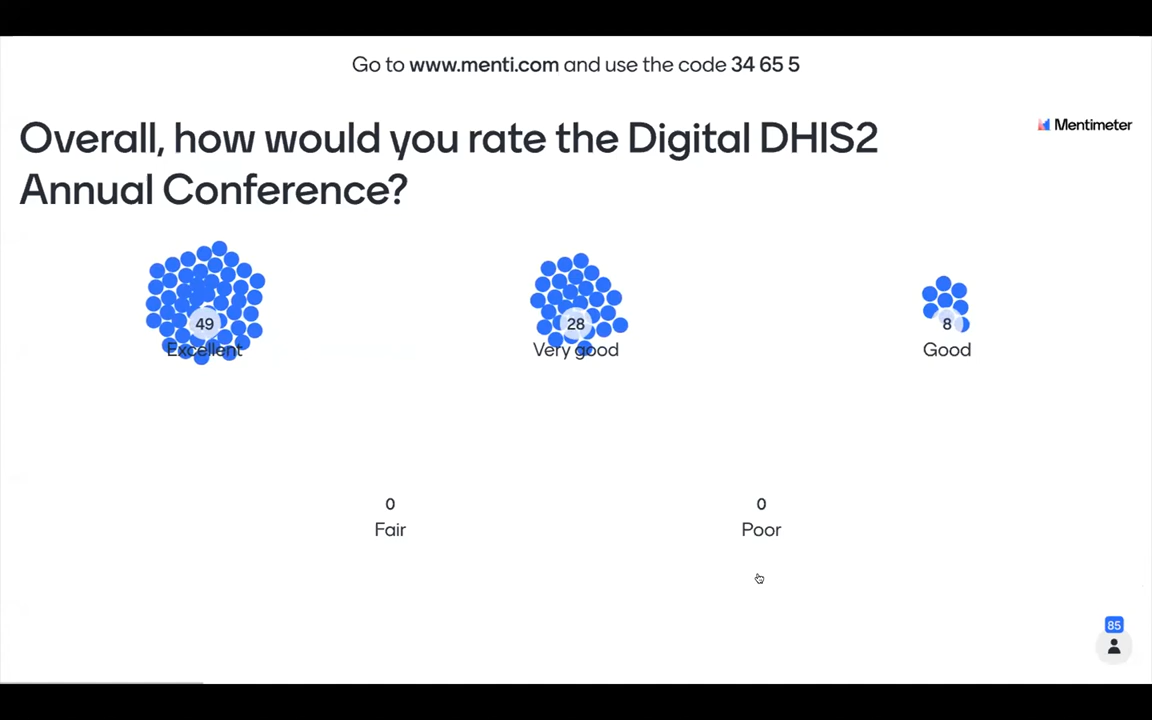 Go to www.menti.com and use the code 34 65 5
Mentimeter
Overall, how would you rate the Digital DHIS2
Annual Conference?
49
Excellent
28
Very good
8
Good
0
Fair
0
Poor
85